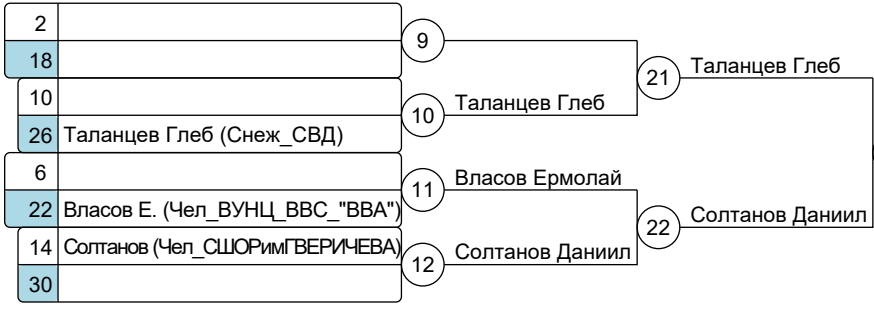 2
18
9
10
26 Таланцев Глеб (Снеж_СВД)
10
Таланцев Глеб
21
Таланцев Глеб
6
22 Власов Е. (Чел_ВУНЦ_ВВС_"ВВА")
11
Власов Ермолай
14 Солтанов (Чел_СШОРимГВЕРИЧЕВА)
30
12
Солтанов Даниил
22
Солтанов Даниил